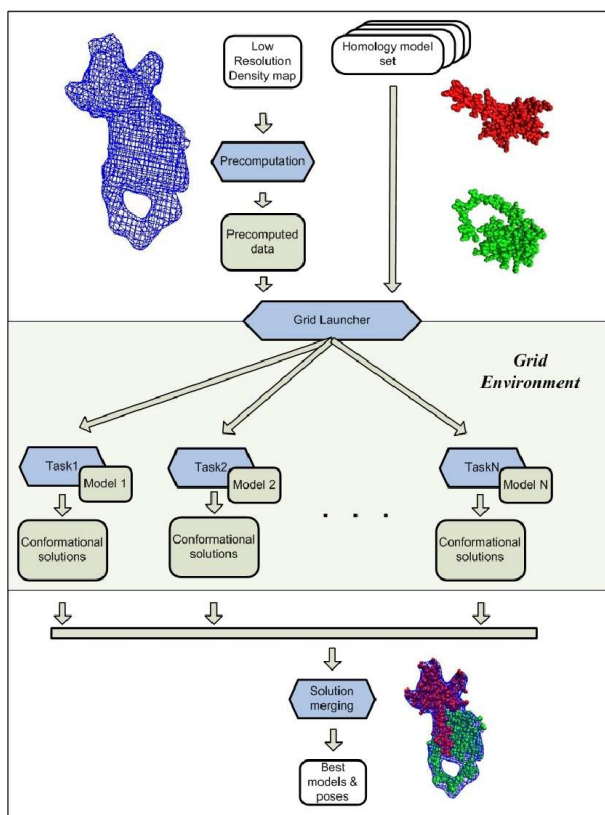 Low
Resolution
Density map
Homology model
set
Precomputation
Precomputed
data
Grid Launcher
Grid
Environment
Task1
Model 1
Task2
Model 2
TaskN
Model N
Conformational
solutions
Conformational
solutions
. . .
Conformational
solutions
Solution
merging
Best
models &
poses